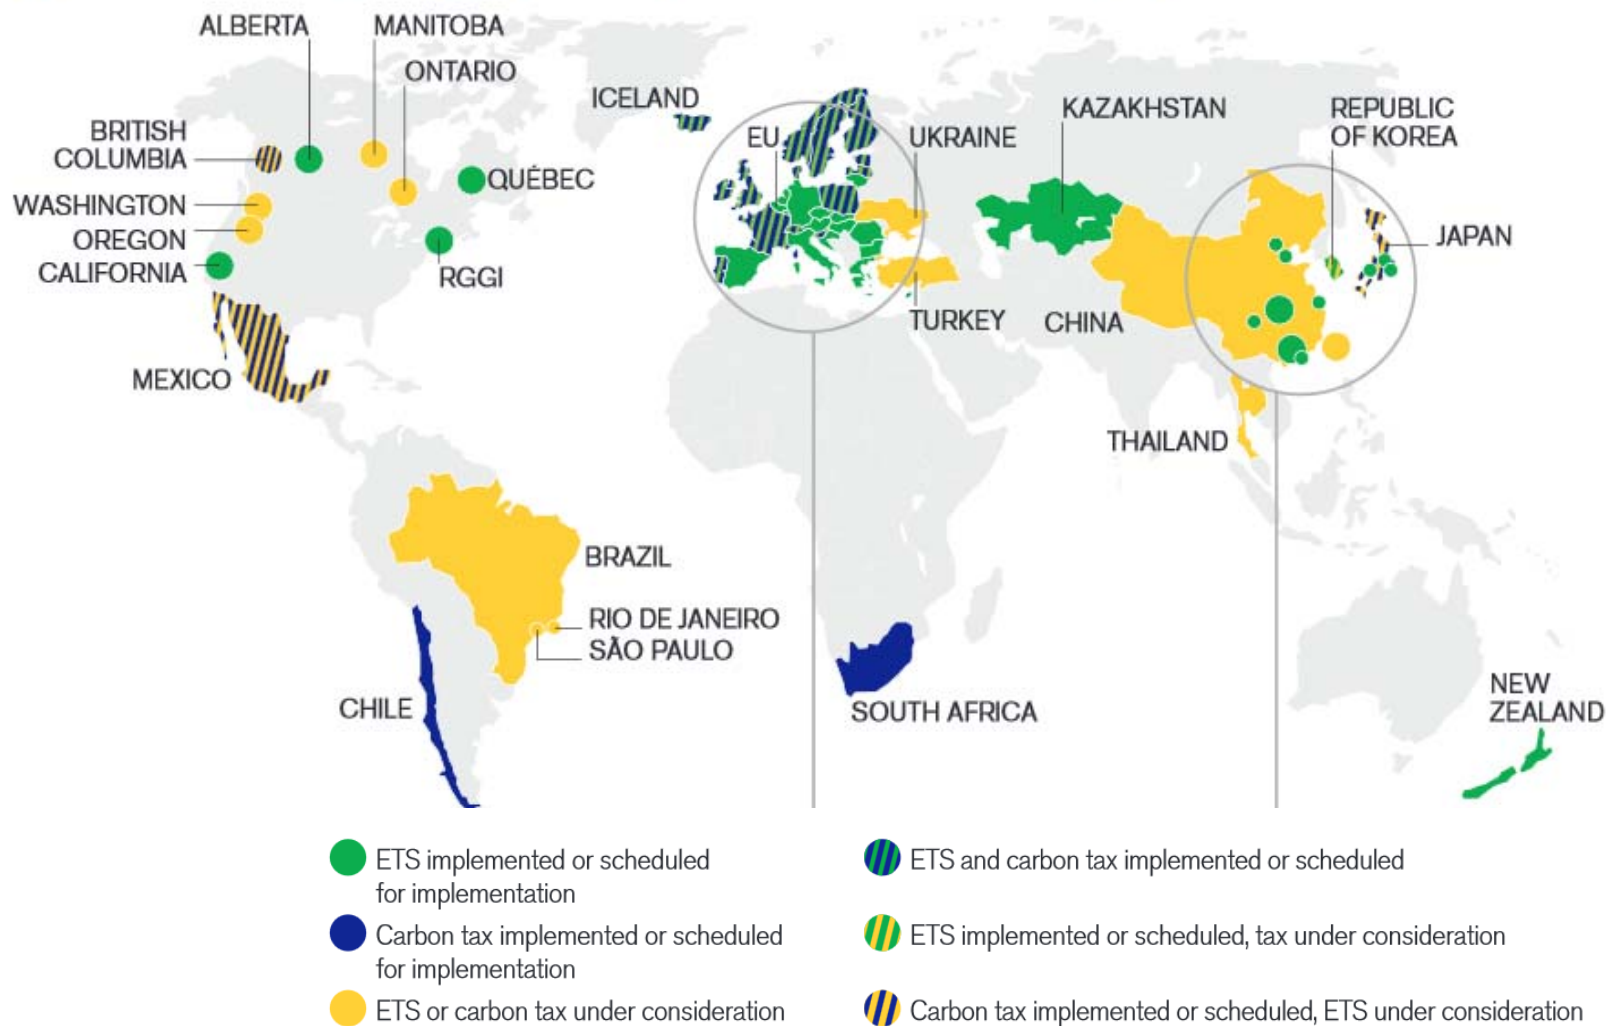 ALBERTA
MANITOBA
ONTARIO
ICELAND
KAZAKHSTAN
REPUBLIC
OF KOREA
BRITISH
COLUMBIA
EU
UKRAINE
QUÉBEC
WASHINGTON
OREGON
CALIFORNIA
RGGI
JAPAN
TURKEY
CHINA
MEXICO
THAILAND
BRAZIL
RIO DE JANEIRO
SÃO PAULO
CHILE
SOUTH AFRICA
NEW
ZEALAND
ETS implemented or scheduled
for implementation
Carbon tax implemented or scheduled
for implementation
ETS or carbon tax under consideration
ETS and carbon tax implemented or scheduled
ETS implemented or scheduled, tax under consideration
Carbon tax implemented or scheduled, ETS under consideration